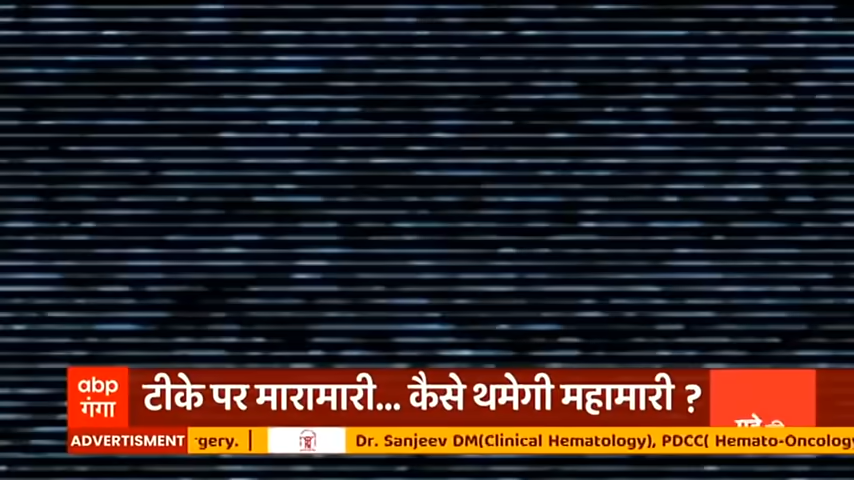 abp
गंगा
टीके पर मारामारी... कैसे थमेगी महामारी ?
ADVERTISMENT
gery. | Dr. Sanjeev DM(Clinical Hematology), PDCC( Hemato-Oncology